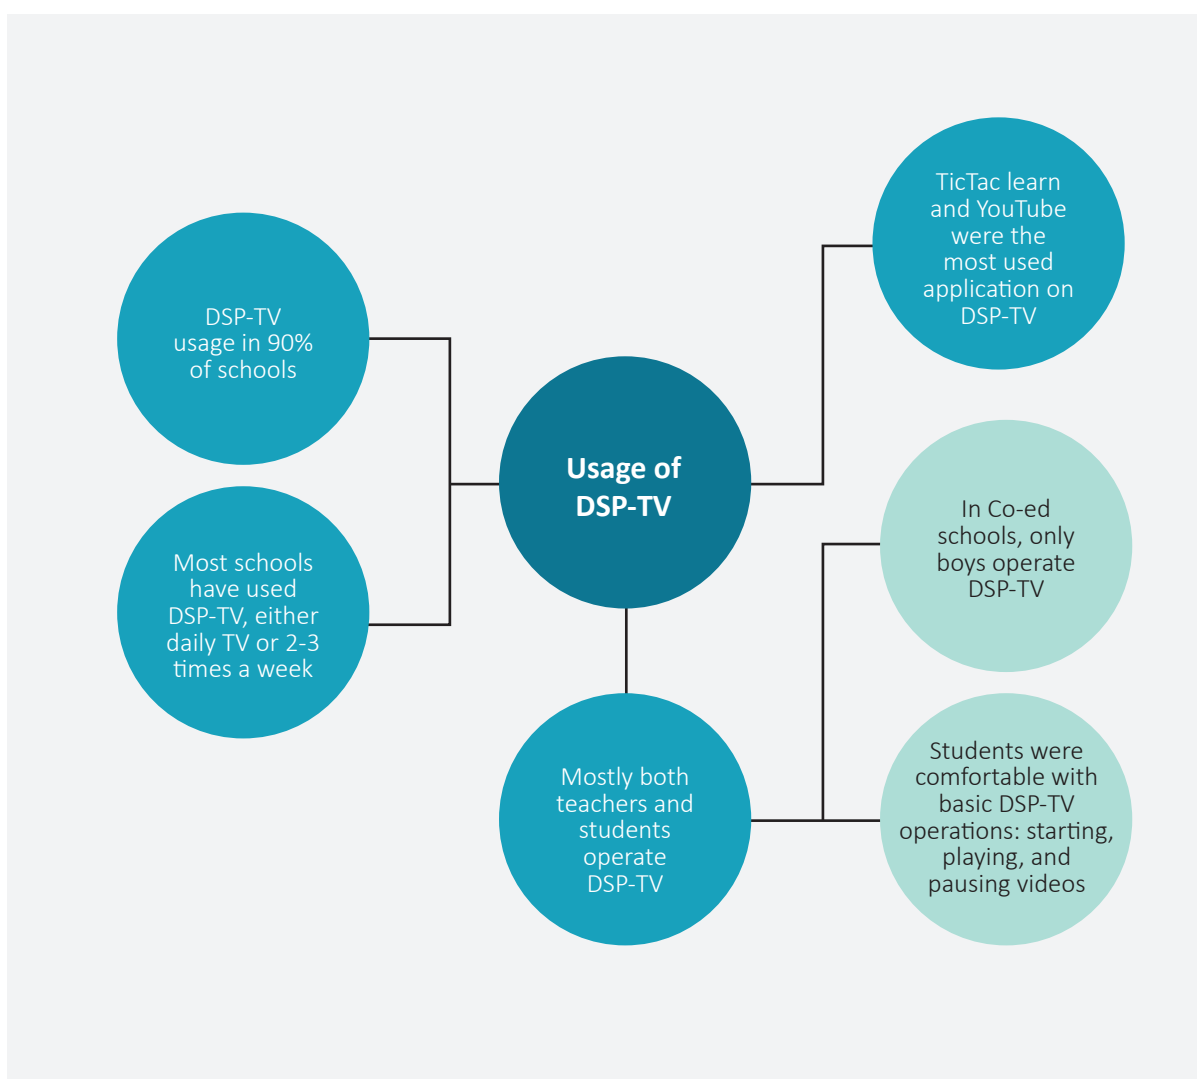 TicTac learn
and YouTube
were the
most used
application on
DSP-TV
DSP-TV
usage in 90%
of schools
Usage of
DSP-TV
In Co-ed
schools, only
boys operate
DSP-TV
Most schools
have used
DSP-TV, either
daily TV or 2-3
times a week
Mostly both
teachers and
students
operate
DSP-TV
Students were
comfortable with
basic DSP-TV
operations: starting,
playing, and
pausing videos